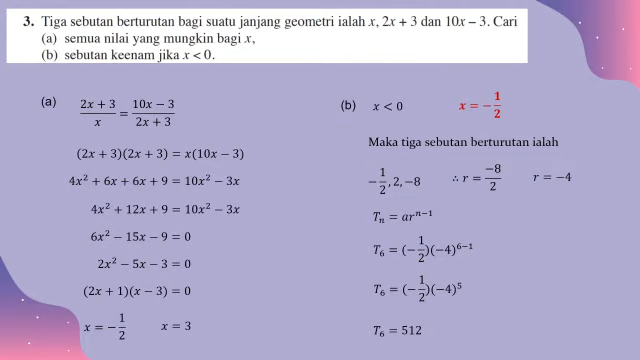 3. Tiga sebutan berturutan bagi suatu janjang geometri ialah x, 2x + 3 dan 10x – 3. Cari
(a) semua nilai yang mungkin bagi x,
(b) sebutan keenam jika x < 0.
(a)
(2x + 3)/x = (10x − 3)/(2x + 3)
(2x + 3)(2x + 3) = x(10x − 3)
4x² + 6x + 6x + 9 = 10x² − 3x
4x² + 12x + 9 = 10x² − 3x
6x² − 15x − 9 = 0
2x² − 5x − 3 = 0
(2x + 1)(x − 3) = 0
x = −1/2 x = 3
(b) x < 0 x = −1/2
Maka tiga sebutan berturutan ialah
−1/2, 2, −8 ∴ r = −8/2 r = −4
Tₙ = arⁿ⁻¹
T₆ = (−1/2)(−4)⁶⁻¹
T₆ = (−1/2)(−4)⁵
T₆ = 512